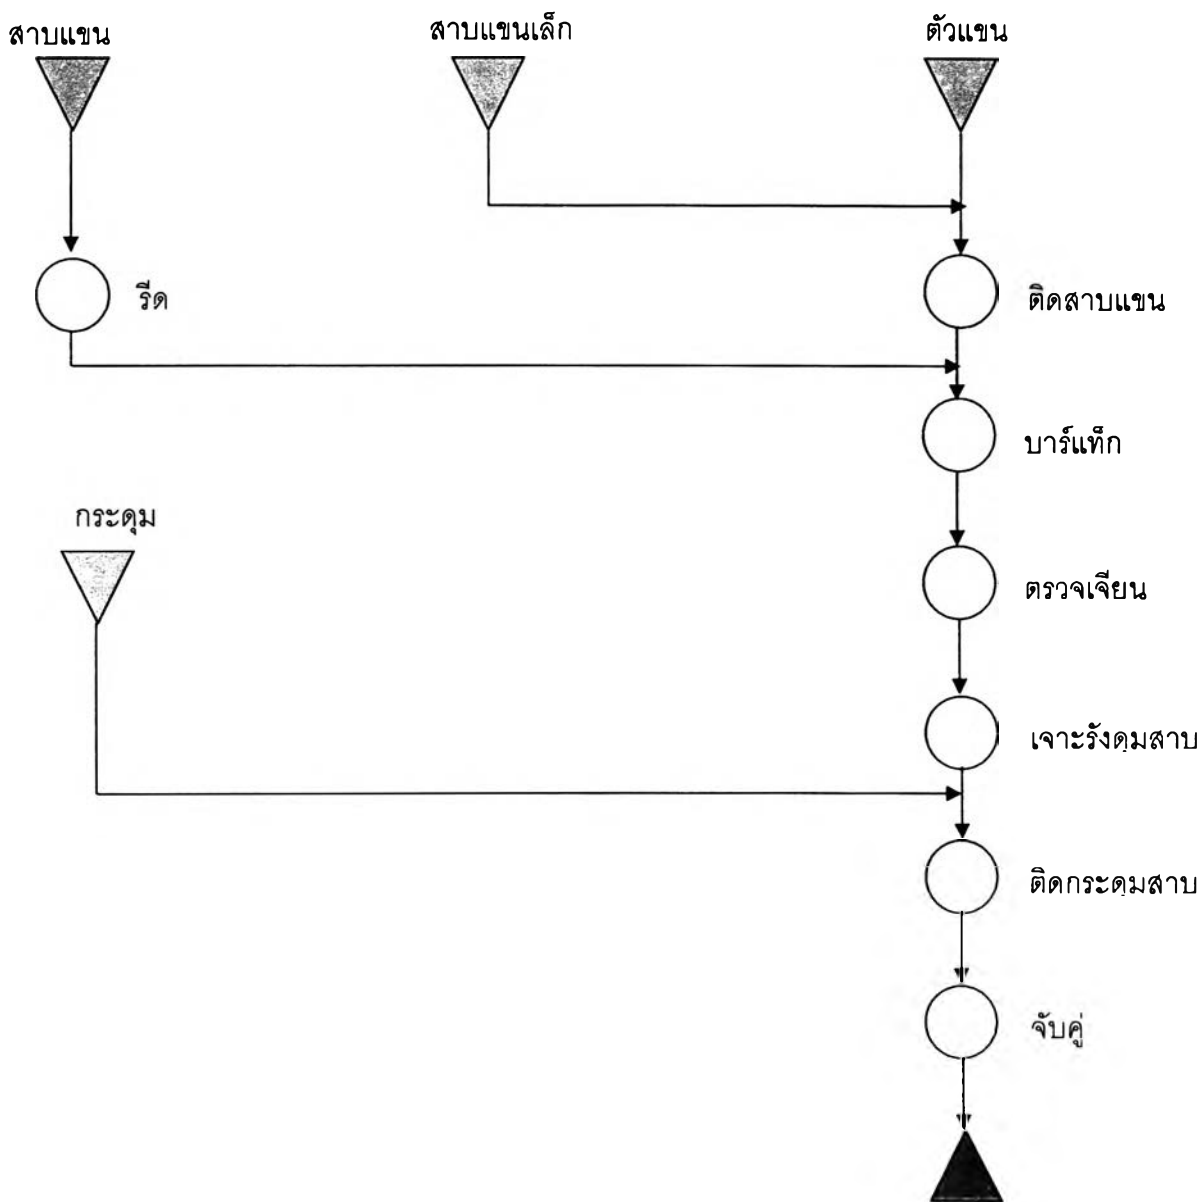 สาบแขน
สาบแขนเล็ก
ตัวแขน
รีด
ติดสาบแขน
บาร์แท็ก
กระดุม
ตรวจเจียน
เจาะรังดุมสาบ
ติดกระดุมสาบ
จับคู่